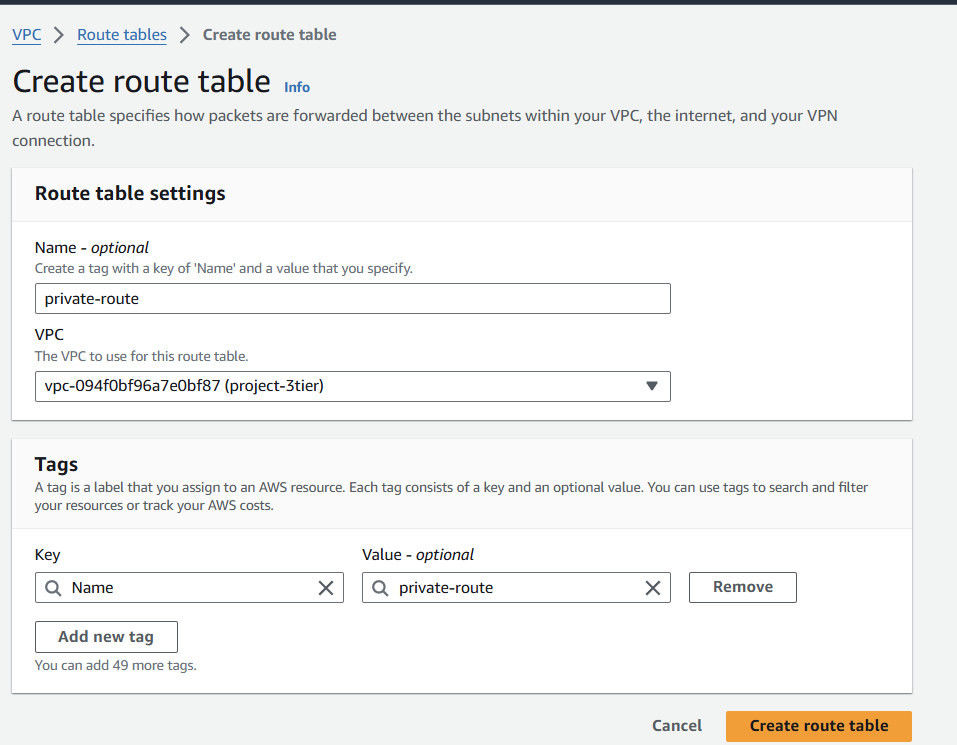 VPC > Route tables > Create route table
Create route table Info
A route table specifies how packets are forwarded between the subnets within your VPC, the internet, and your VPN
connection.
Route table settings
Name - optional
Create a tag with a key of 'Name' and a value that you specify.
private-route
VPC
The VPC to use for this route table.
vpc-094f0bf96a7e0bf87 (project-3tier)
Tags
A tag is a label that you assign to an AWS resource. Each tag consists of a key and an optional value. You can use tags to search and filter
your resources or track your AWS costs.
Key Value - optional
Name private-route Remove
Add new tag
You can add 49 more tags.
Cancel Create route table